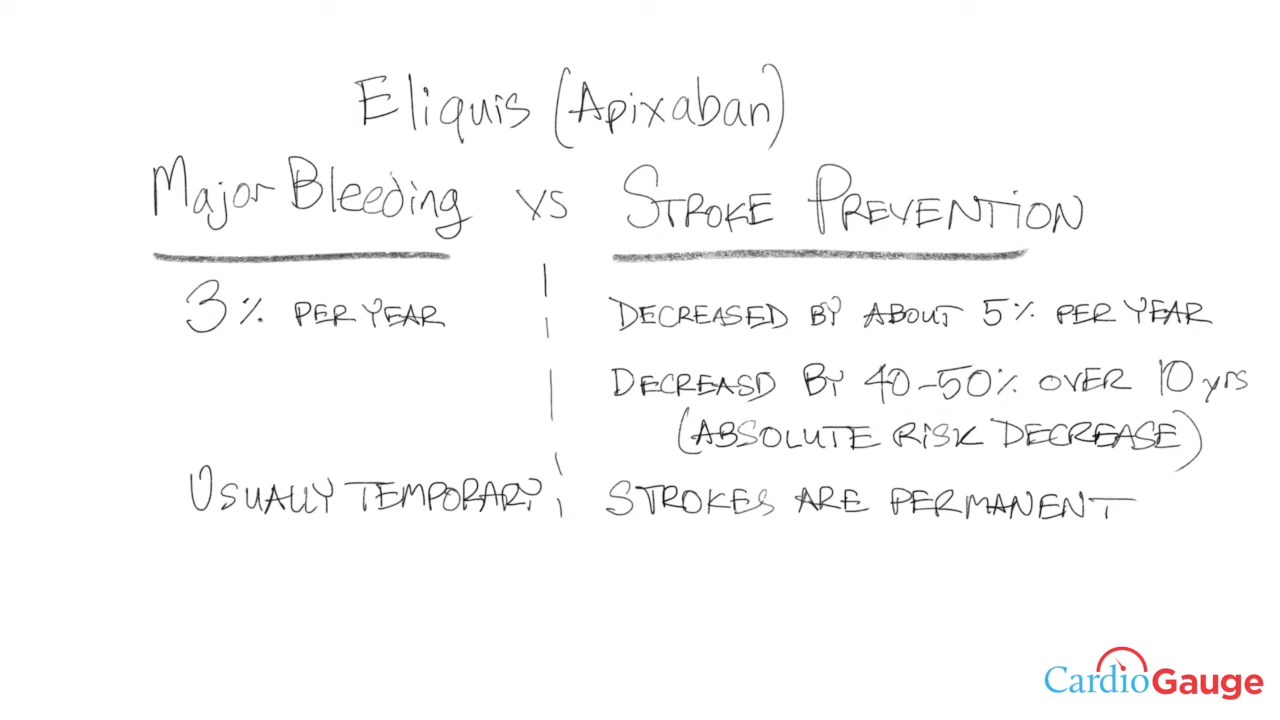 Eliquis (Apixaban)
Major Bleeding vs STROKE PREVENTION
3% PER YEAR DECREASED BY ABOUT 5% PER YEAR
DECREASD BY 40-50% OVER 10 yrs
(ABSOLUTE RISK DECREASE)
USUALLY TEMPORARY STROKES ARE PERMANENT
CardioGauge